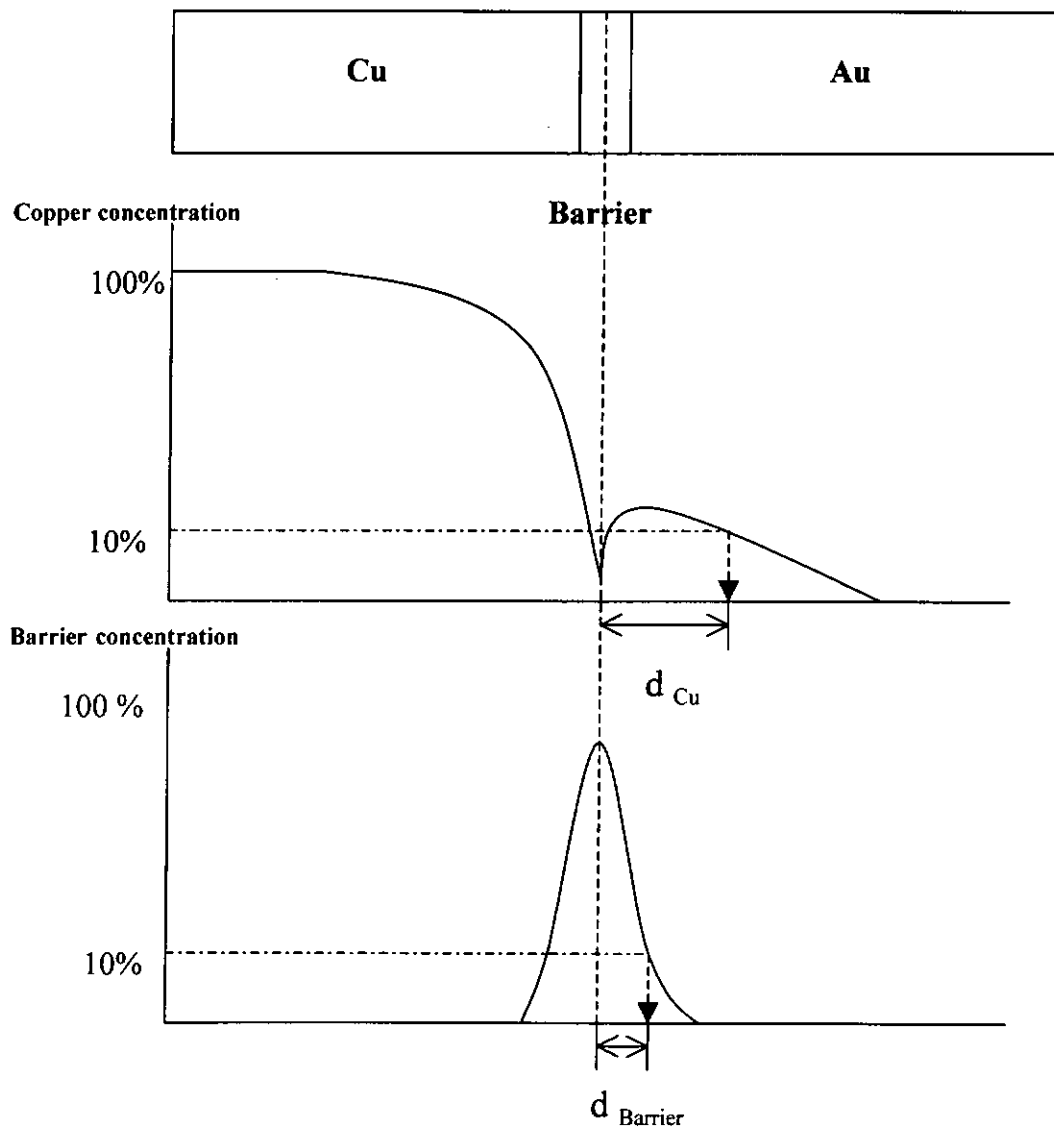 Cu Au
Barrier
Copper concentration
100%
10%
d Cu
Barrier concentration
100 %
10%
d Barrier